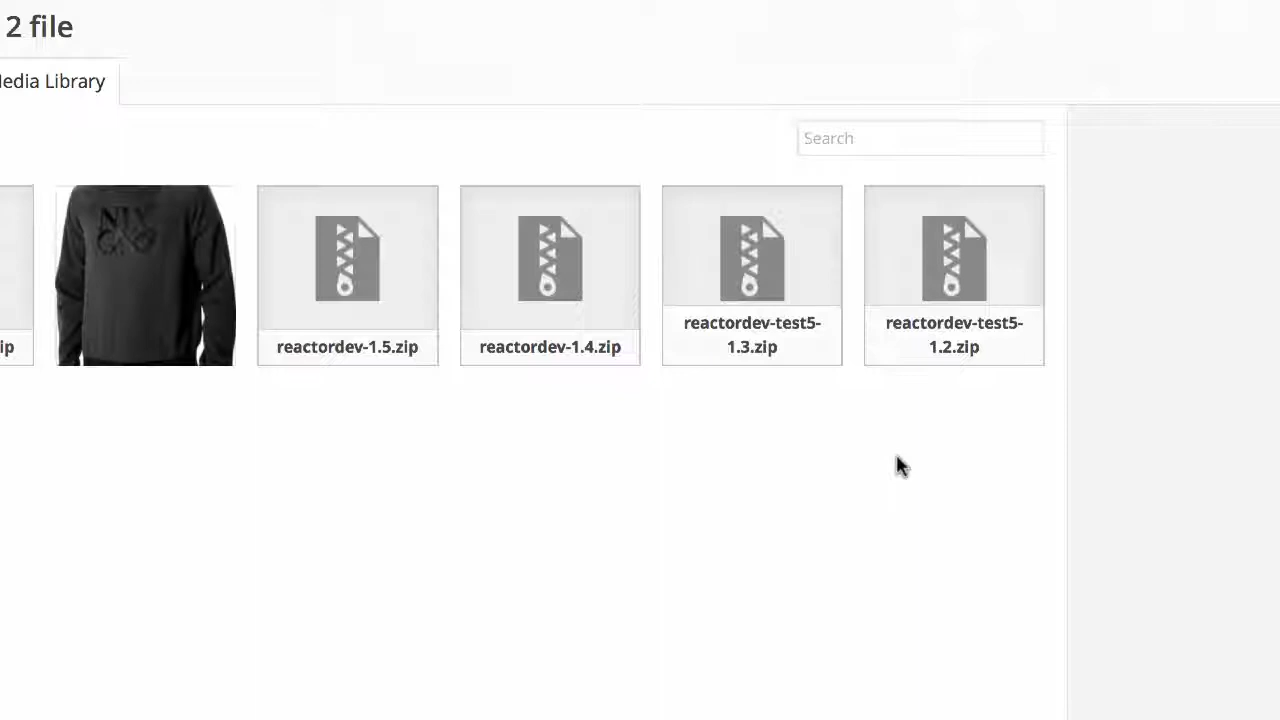 2 file
Media Library
Search
ip
reactordev-1.5.zip
reactordev-1.4.zip
reactordev-test5-
1.3.zip
reactordev-test5-
1.2.zip